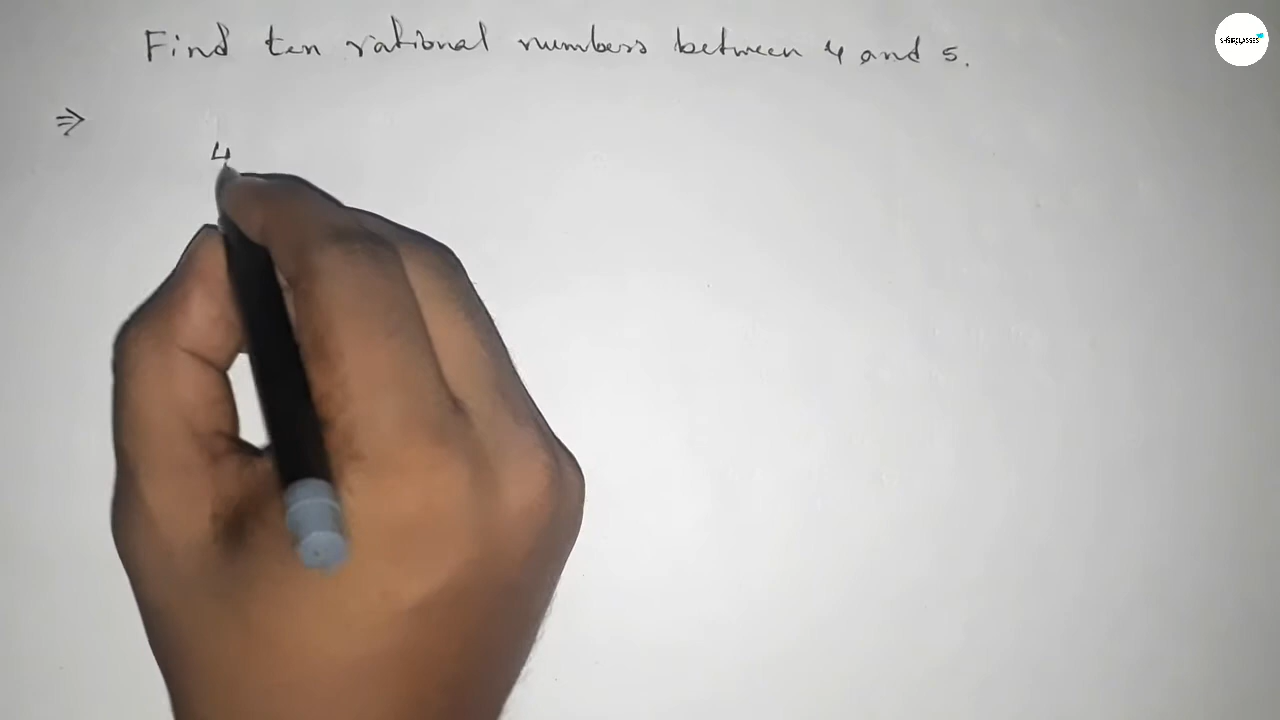 Find ten rational numbers between 4 and 5.
⇒ 4